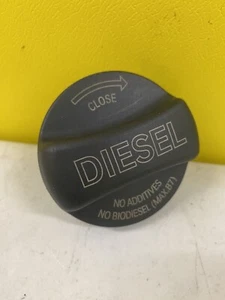 CLOSE
DIESEL
NO ADDITIVES
NO BIODIESEL (MAX.B7)